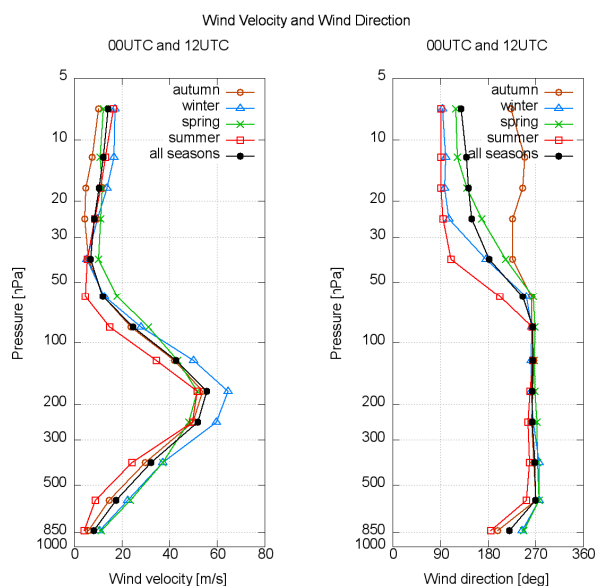 Wind Velocity and Wind Direction
00UTC and 12UTC
5
10
20
30
50
100
200
300
500
850
1000
Pressure [nPa]
autumn
winter
spring
summer
all seasons
0 20 40 60 80
Wind velocity [m/s]
00UTC and 12UTC
5
10
20
30
50
100
200
300
500
850
1000
Pressure [nPa]
autumn
winter
spring
summer
all seasons
0 90 180 270 360
Wind direction [deg]